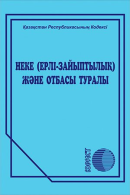 Қазақстан Республикасының Кодексі
НЕКЕ (ЕРЛІ-ЗАЙЫПТЫЛЫҚ)
ЖӘНЕ ОТБАСЫ ТУРАЛЫ